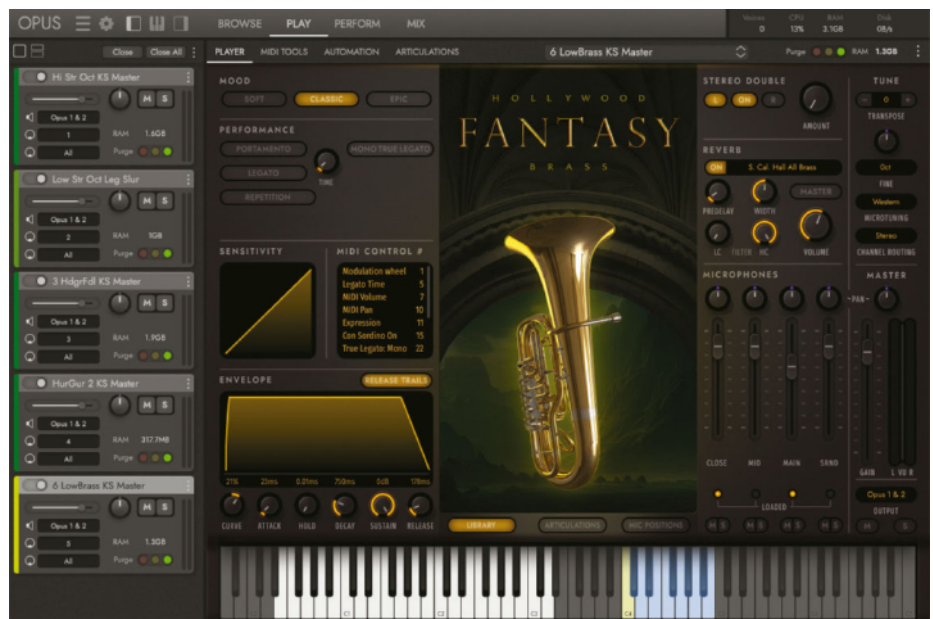 OPUS
BROWSE PLAY PERFORM MIX
Voices CPU RAM Disk
0 13% 3.1GB 0B/s
Close Close All
PLAYER MIDI TOOLS AUTOMATION ARTICULATIONS
6 LowBrass KS Master
Purge RAM 1.3GB
Hi Str Oct KS Master
M S
Opus 1 & 2
1 RAM 1.6GB
All Purge
Low Str Oct Leg Slur
M S
Opus 1 & 2
2 RAM 1GB
All Purge
3 HdgrFdl KS Master
M S
Opus 1 & 2
3 RAM 1.9GB
All Purge
HurGur 2 KS Master
M S
Opus 1 & 2
4 RAM 317.7MB
All Purge
6 LowBrass KS Master
M S
Opus 1 & 2
5 RAM 1.3GB
All Purge
MOOD
SOFT CLASSIC EPIC
PERFORMANCE
PORTAMENTO MONO TRUE LEGATO
LEGATO TIME
REPETITION
SENSITIVITY
MIDI CONTROL #
Modulation wheel 1
Legato Time 5
MIDI Volume 7
MIDI Pan 10
Expression 11
Con Sordino On 15
True Legato: Mono 22
ENVELOPE RELEASE TRAILS
21% 23ms 0.01ms 750ms 0dB 178ms
CURVE ATTACK HOLD DECAY SUSTAIN RELEASE
HOLLYWOOD
FANTASY
BRASS
LIBRARY ARTICULATIONS MIC POSITIONS
STEREO DOUBLE
L ON R
AMOUNT
REVERB
ON S. Cal. Hall All Brass
MASTER
PREDELAY WIDTH
LC FILTER HC VOLUME
MICROPHONES
CLOSE MID MAIN SRND
LOADED
M S M S M S M S
TUNE
- 0 +
TRANSPOSE
Oct
FINE
Western
MICROTUNING
Stereo
CHANNEL ROUTING
MASTER
PAN
GAIN L VU R
Opus 1 & 2
OUTPUT
M S
C1 C2 C3 C4